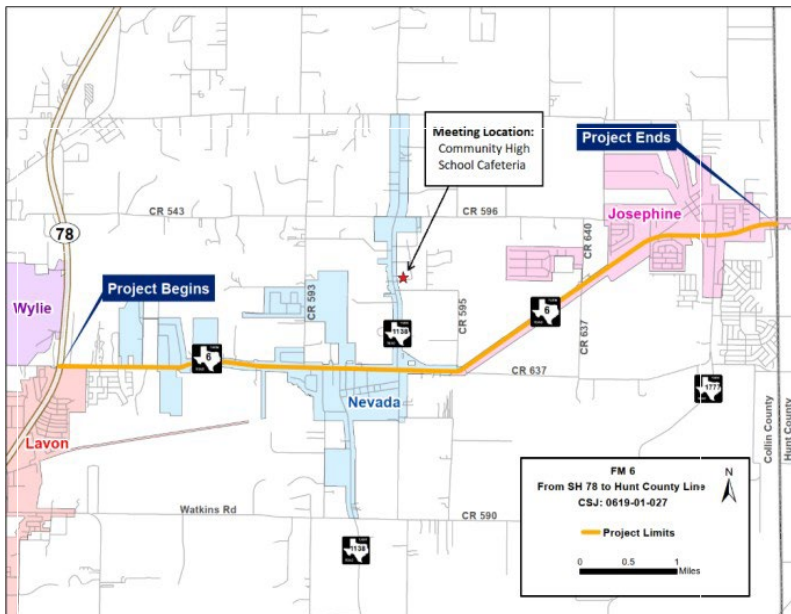 Meeting Location:
Community High
School Cafeteria
Project Ends
CR 543
CR 596
Josephine
78
CR 640
Wylie
Project Begins
CR 593
CR 595
1138
6
CR 637
6
CR 637
Nevada
1777
Lavon
Collin County
Hunt County
FM 6
From SH 78 to Hunt County Line
CSJ: 0619-01-027
N
Project Limits
0 0.5 1
Miles
Watkins Rd
CR 590
1138